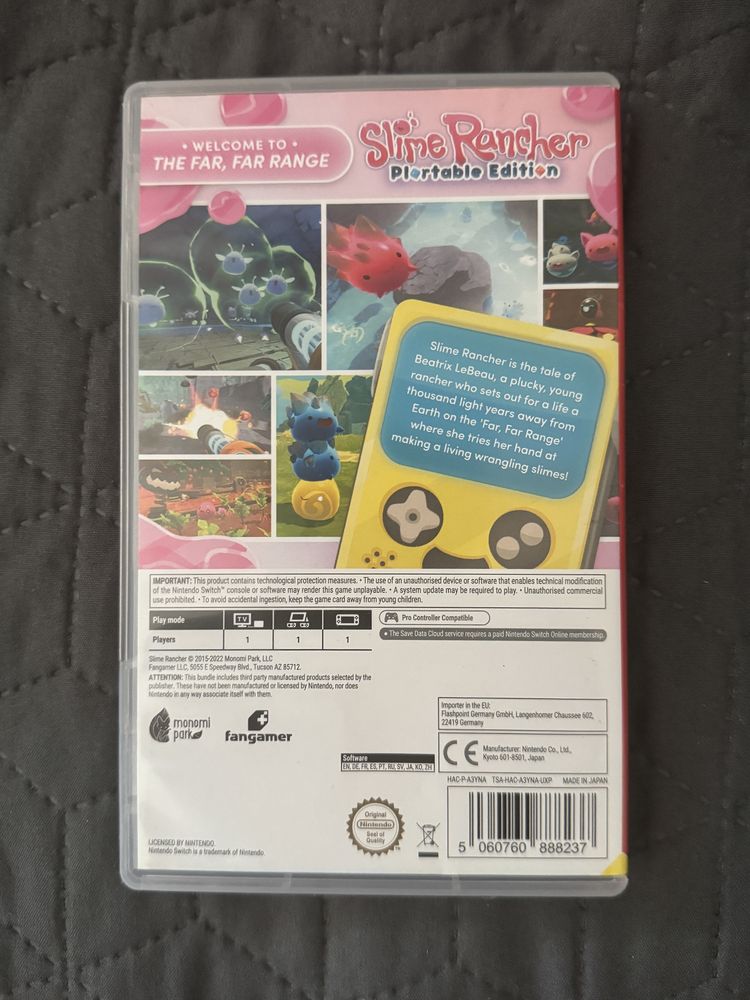 • WELCOME TO •
THE FAR, FAR RANGE
Slime Rancher
Plortable Edition
Slime Rancher is the tale of
Beatrix LeBeau, a plucky, young
rancher who sets out for a life a
thousand light years away from
Earth on the 'Far, Far Range'
where she tries her hand at
making a living wrangling slimes!
IMPORTANT: This product contains technological protection measures. • The use of an unauthorised device or software that enables technical modification
of the Nintendo Switch™ console or software may render this game unplayable. • A system update may be required to play. • Unauthorised commercial
use prohibited. • To avoid accidental ingestion, keep the game card away from young children.
Play mode
TV
Players 1 1 1
Pro Controller Compatible
• The Save Data Cloud service requires a paid Nintendo Switch Online membership.
Slime Rancher © 2015-2022 Monomi Park, LLC
Fangamer LLC, 5055 E Speedway Blvd., Tucson AZ 85712.
ATTENTION: This bundle includes third party manufactured products selected by the
publisher. These have not been manufactured or licensed by Nintendo, nor does
Nintendo in any way associate itself with them.
monomi
park
fangamer
Importer in the EU:
Flashpoint Germany GmbH, Langenhorner Chaussee 602,
22419 Germany
CE
Manufacturer: Nintendo Co., Ltd.,
Kyoto 601-8501, Japan
Software
EN, DE, FR, ES, PT, RU, SV, JA, KO, ZH
HAC-P-A3YNA TSA-HAC-A3YNA-UXP MADE IN JAPAN
Original
Nintendo
Seal of
Quality
TM
5 060760 888237
LICENSED BY NINTENDO.
Nintendo Switch is a trademark of Nintendo.